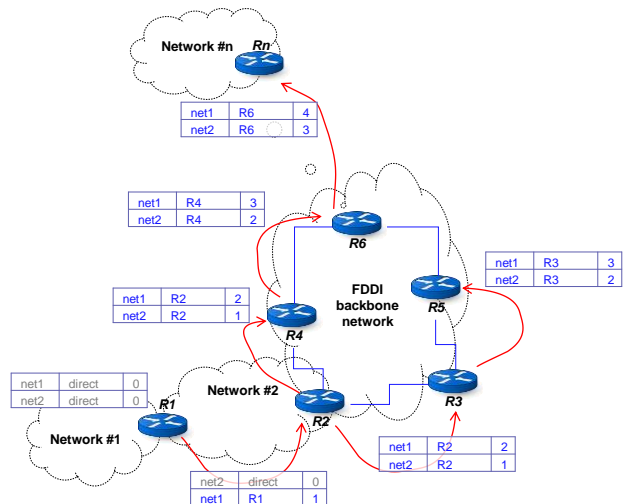 Network #n
Rn
net1 R6 4
net2 R6 3
net1 R4 3
net2 R4 2
R6
net1 R3 3
net2 R3 2
FDDI
backbone
network
R5
net1 R2 2
net2 R2 1
R4
net1 direct 0
net2 direct 0
Network #2
R3
R1
R2
Network #1
net1 R2 2
net2 R2 1
net2 direct 0
net1 R1 1